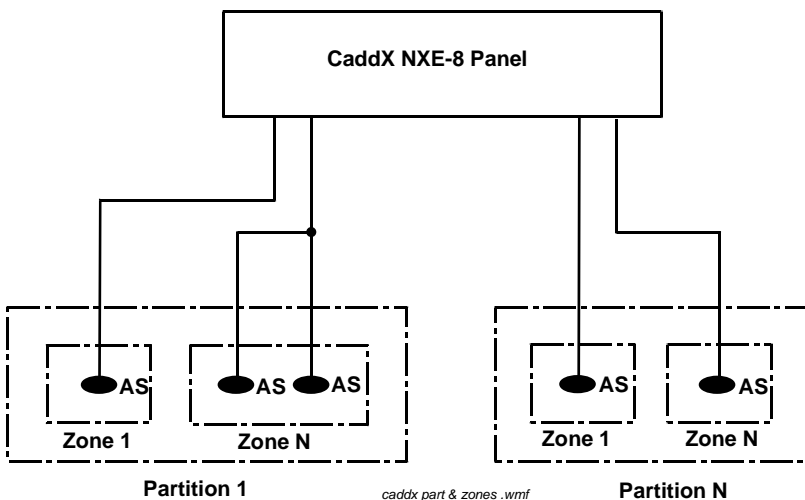 CaddX NXE-8 Panel
AS
AS
AS
AS
AS
Zone 1
Zone N
Zone 1
Zone N
Partition 1
caddx part & zones .wmf
Partition N